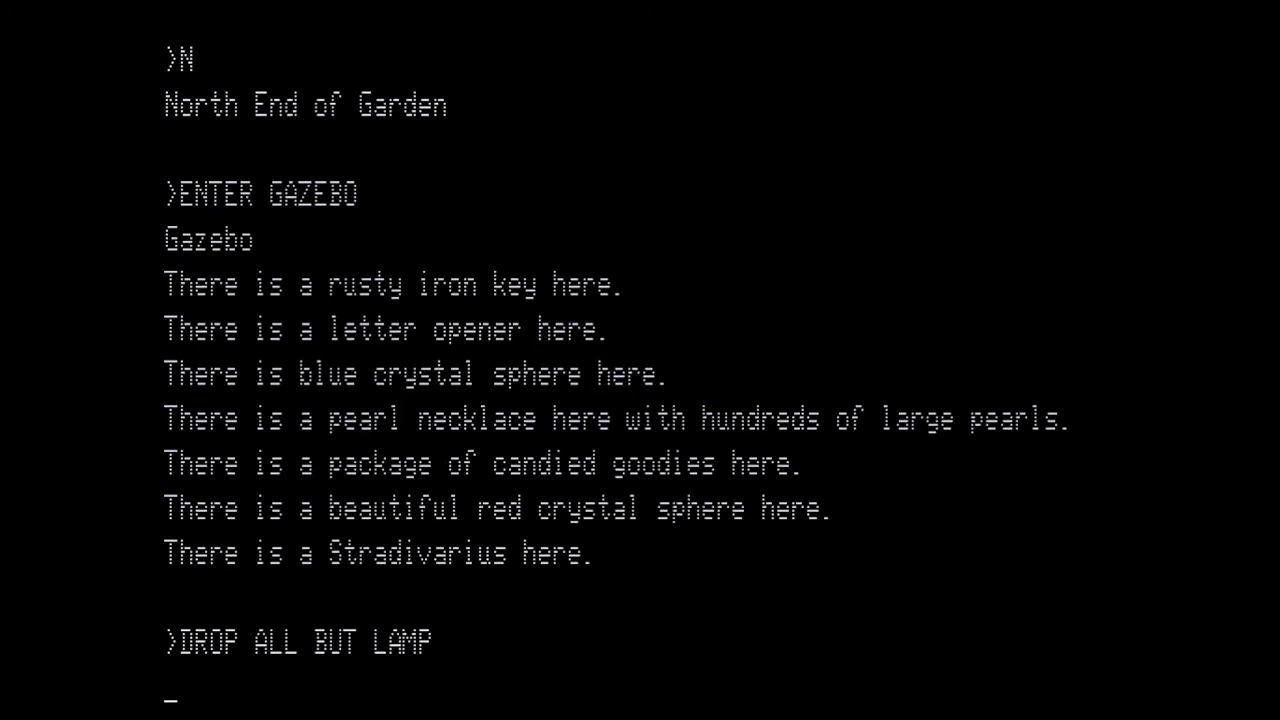 >N
North End of Garden
>ENTER GAZEBO
Gazebo
There is a rusty iron key here.
There is a letter opener here.
There is blue crystal sphere here.
There is a pearl necklace here with hundreds of large pearls.
There is a package of candied goodies here.
There is a beautiful red crystal sphere here.
There is a Stradivarius here.
>DROP ALL BUT LAMP
_